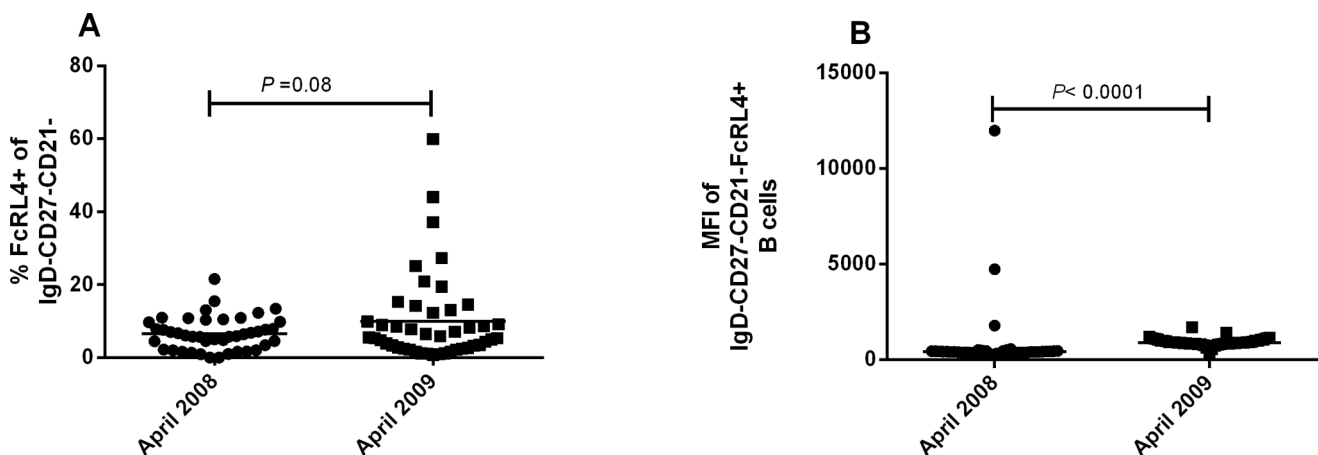 A
% FcRL4+ of
IgD-CD27-CD21-
80
60
40
20
0
P =0.08
April 2008
April 2009
B
MFI of
IgD-CD27-CD21-FcRL4+
B cells
15000
10000
5000
0
P< 0.0001
April 2008
April 2009